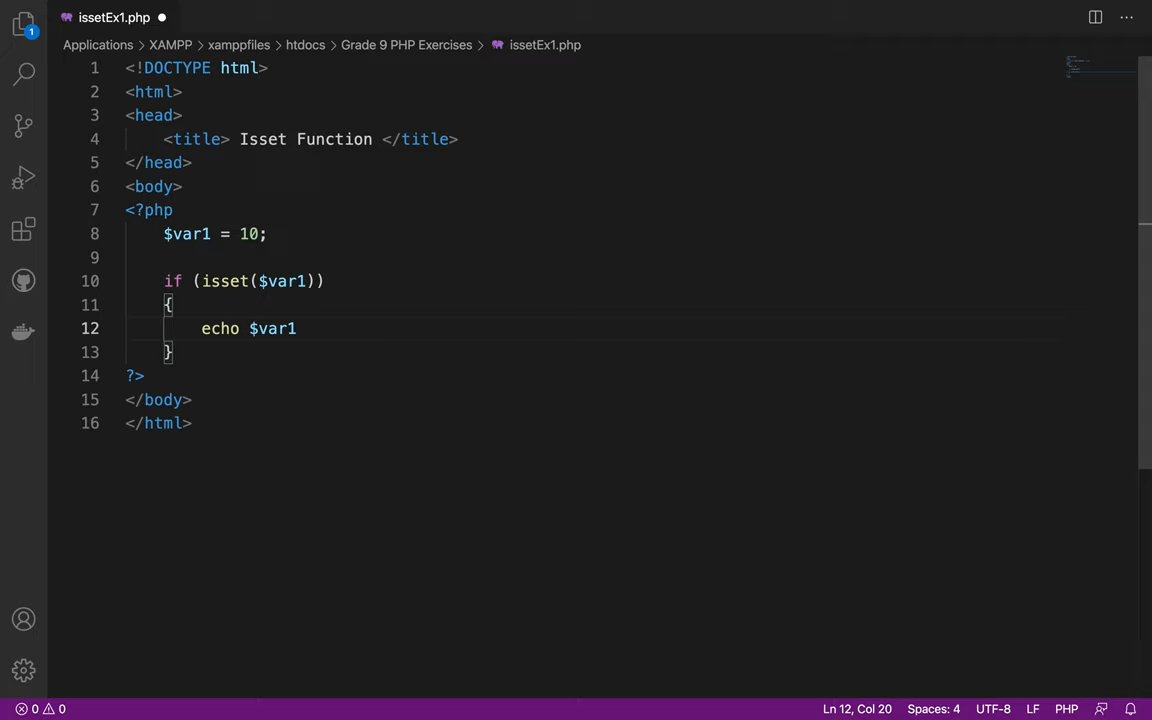 issetEx1.php
Applications > XAMPP > xamppfiles > htdocs > Grade 9 PHP Exercises > issetEx1.php
1 <!DOCTYPE html>
2 <html>
3 <head>
4 <title> Isset Function </title>
5 </head>
6 <body>
7 <?php
8 $var1 = 10;
9
10 if (isset($var1))
11 {
12 echo $var1
13 }
14 ?>
15 </body>
16 </html>
1
0 0 Ln 12, Col 20 Spaces: 4 UTF-8 LF PHP